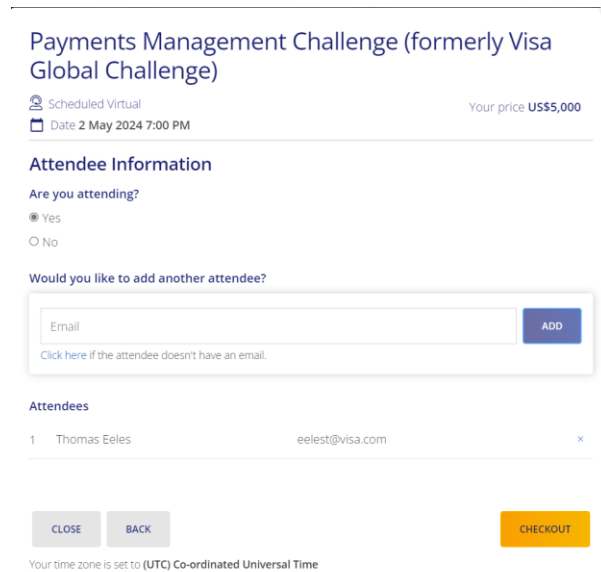 Payments Management Challenge (formerly Visa
Global Challenge)
Scheduled Virtual
Your price US$5,000
Date 2 May 2024 7:00 PM
Attendee Information
Are you attending?
Yes
No
Would you like to add another attendee?
Email
ADD
Click here if the attendee doesn't have an email.
Attendees
1 Thomas Eeles eelest@visa.com ×
CLOSE BACK CHECKOUT
Your time zone is set to (UTC) Co-ordinated Universal Time